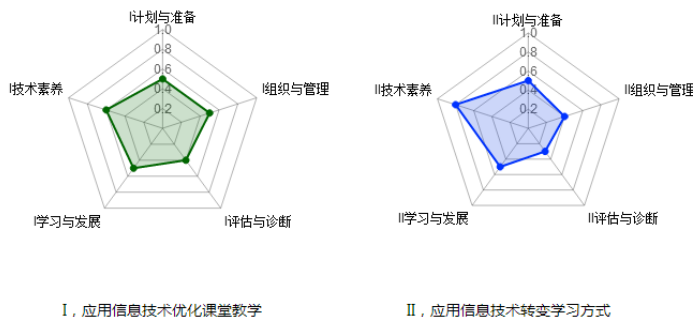 I计划与准备
1.0
0.8
0.6
0.4
0.2
I技术素养
I组织与管理
I学习与发展
I评估与诊断
I，应用信息技术优化课堂教学
II计划与准备
1.0
0.8
0.6
0.4
0.2
II技术素养
II组织与管理
II学习与发展
II评估与诊断
II，应用信息技术转变学习方式